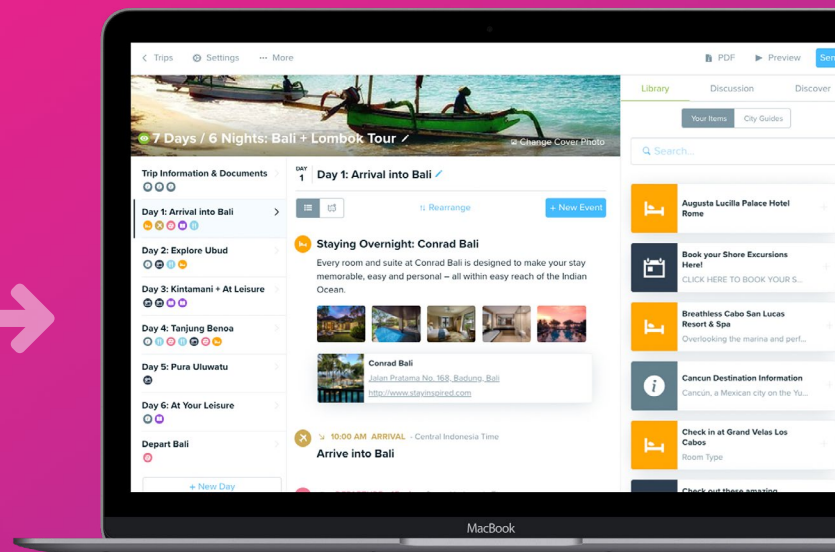 Trips
Settings
More
PDF
Preview
Sen
7 Days / 6 Nights: Bali + Lombok Tour
Change Cover Photo
Library
Discussion
Discover
Your Items
City Guides
Search...
Trip Information & Documents
Day 1: Arrival into Bali
Day 2: Explore Ubud
Day 3: Kintamani + At Leisure
Day 4: Tanjung Benoa
Day 5: Pura Uluwatu
Day 6: At Your Leisure
Depart Bali
+ New Day
DAY
1
Day 1: Arrival into Bali
Rearrange
+ New Event
Staying Overnight: Conrad Bali
Every room and suite at Conrad Bali is designed to make your stay
memorable, easy and personal – all within easy reach of the Indian
Ocean.
Conrad Bali
Jalan Pratama No. 168, Badung, Bali
http://www.stayinspired.com
10:00 AM ARRIVAL - Central Indonesia Time
Arrive into Bali
Augusta Lucilla Palace Hotel
Rome
Book your Shore Excursions
Here!
CLICK HERE TO BOOK YOUR S...
Breathless Cabo San Lucas
Resort & Spa
Overlooking the marina and perf...
Cancun Destination Information
Cancún, a Mexican city on the Yu...
Check in at Grand Velas Los
Cabos
Room Type
Check out these amazing
MacBook